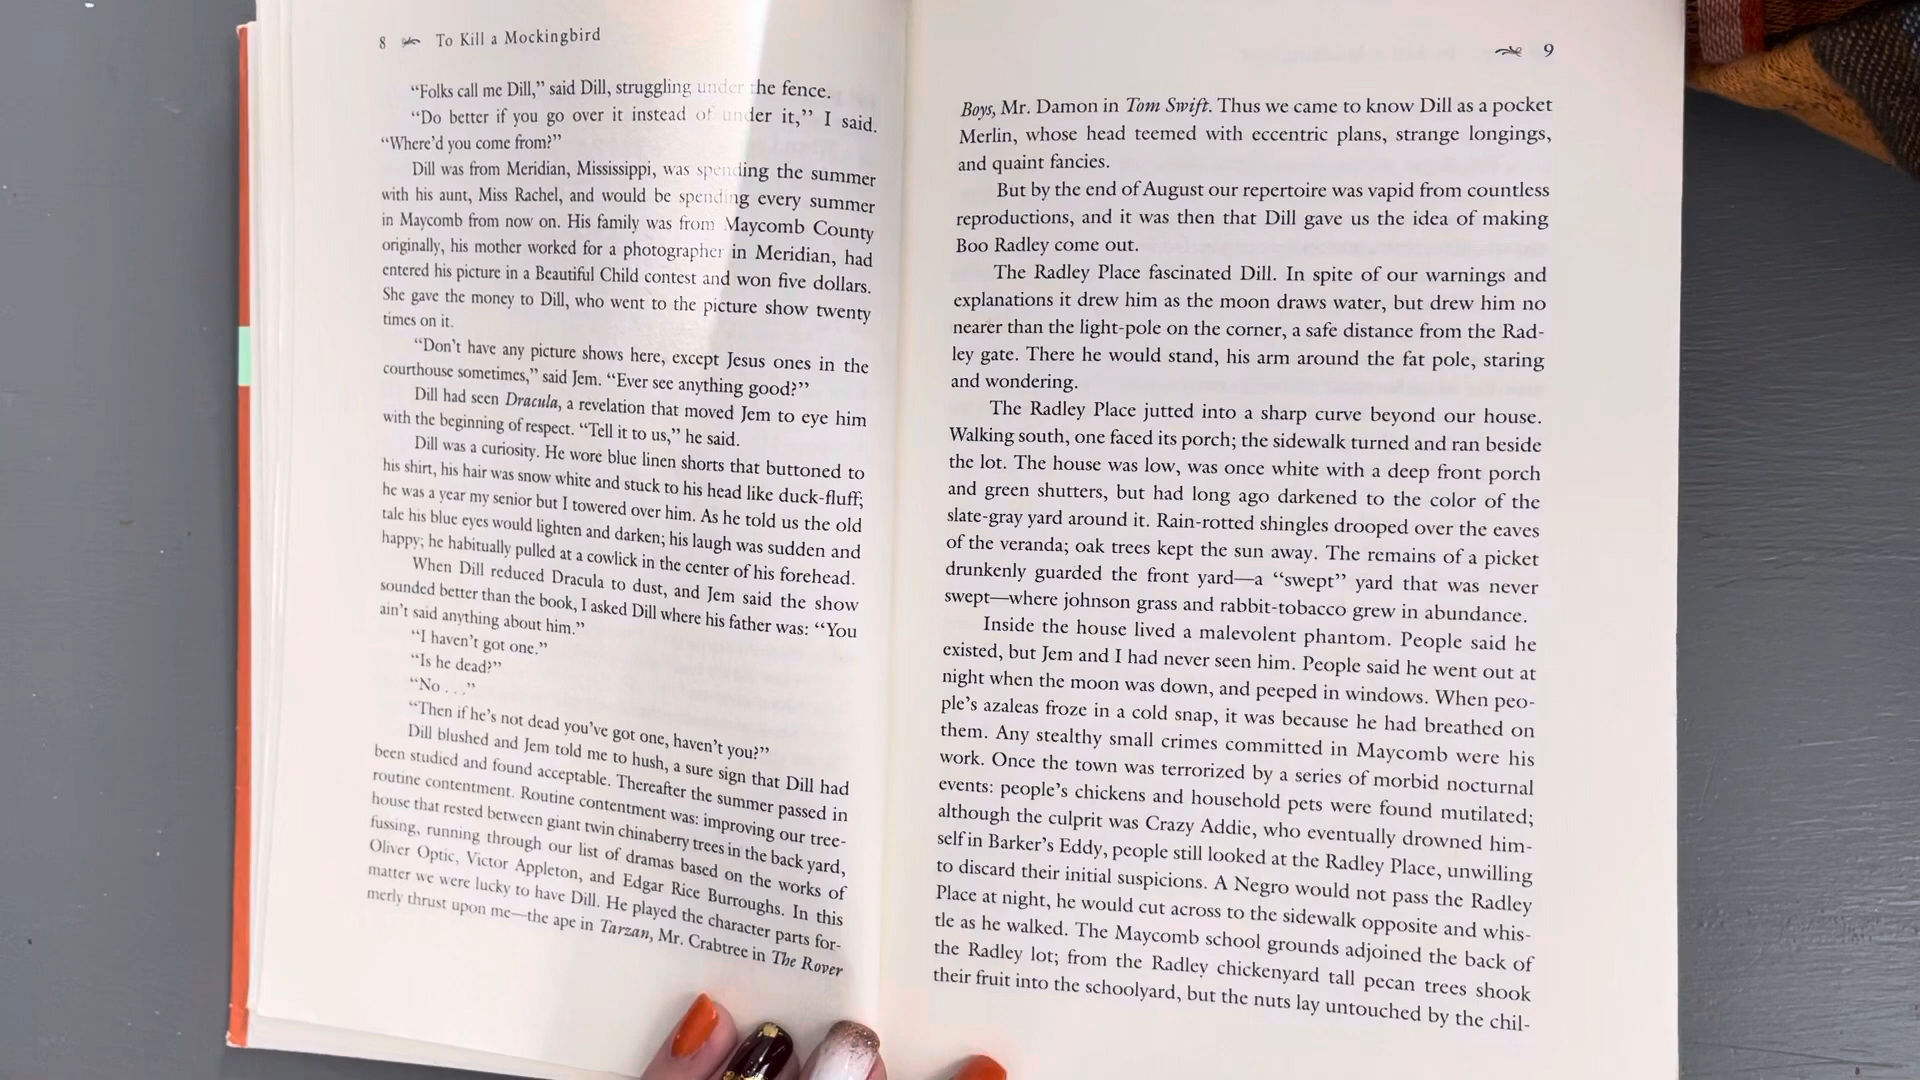 8 To Kill a Mockingbird
“Folks call me Dill,” said Dill, struggling under the fence.
“Do better if you go over it instead of under it,” I said.
“Where’d you come from?”
Dill was from Meridian, Mississippi, was spending the summer
with his aunt, Miss Rachel, and would be spending every summer
in Maycomb from now on. His family was from Maycomb County
originally, his mother worked for a photographer in Meridian, had
entered his picture in a Beautiful Child contest and won five dollars.
She gave the money to Dill, who went to the picture show twenty
times on it.
“Don’t have any picture shows here, except Jesus ones in the
courthouse sometimes,” said Jem. “Ever see anything good?”
Dill had seen Dracula, a revelation that moved Jem to eye him
with the beginning of respect. “Tell it to us,” he said.
Dill was a curiosity. He wore blue linen shorts that buttoned to
his shirt, his hair was snow white and stuck to his head like duck-fluff;
he was a year my senior but I towered over him. As he told us the old
tale his blue eyes would lighten and darken; his laugh was sudden and
happy; he habitually pulled at a cowlick in the center of his forehead.
When Dill reduced Dracula to dust, and Jem said the show
sounded better than the book, I asked Dill where his father was: “You
ain’t said anything about him.”
“I haven’t got one.”
“Is he dead?”
“No . . .”
“Then if he’s not dead you’ve got one, haven’t you?”
Dill blushed and Jem told me to hush, a sure sign that Dill had
been studied and found acceptable. Thereafter the summer passed in
routine contentment. Routine contentment was: improving our tree-
house that rested between giant twin chinaberry trees in the back yard,
fussing, running through our list of dramas based on the works of
Oliver Optic, Victor Appleton, and Edgar Rice Burroughs. In this
matter we were lucky to have Dill. He played the character parts for-
merly thrust upon me—the ape in Tarzan, Mr. Crabtree in The Rover
9
Boys, Mr. Damon in Tom Swift. Thus we came to know Dill as a pocket
Merlin, whose head teemed with eccentric plans, strange longings,
and quaint fancies.
But by the end of August our repertoire was vapid from countless
reproductions, and it was then that Dill gave us the idea of making
Boo Radley come out.
The Radley Place fascinated Dill. In spite of our warnings and
explanations it drew him as the moon draws water, but drew him no
nearer than the light-pole on the corner, a safe distance from the Rad-
ley gate. There he would stand, his arm around the fat pole, staring
and wondering.
The Radley Place jutted into a sharp curve beyond our house.
Walking south, one faced its porch; the sidewalk turned and ran beside
the lot. The house was low, was once white with a deep front porch
and green shutters, but had long ago darkened to the color of the
slate-gray yard around it. Rain-rotted shingles drooped over the eaves
of the veranda; oak trees kept the sun away. The remains of a picket
drunkenly guarded the front yard—a “swept” yard that was never
swept—where johnson grass and rabbit-tobacco grew in abundance.
Inside the house lived a malevolent phantom. People said he
existed, but Jem and I had never seen him. People said he went out at
night when the moon was down, and peeped in windows. When peo-
ple’s azaleas froze in a cold snap, it was because he had breathed on
them. Any stealthy small crimes committed in Maycomb were his
work. Once the town was terrorized by a series of morbid nocturnal
events: people’s chickens and household pets were found mutilated;
although the culprit was Crazy Addie, who eventually drowned him-
self in Barker’s Eddy, people still looked at the Radley Place, unwilling
to discard their initial suspicions. A Negro would not pass the Radley
Place at night, he would cut across to the sidewalk opposite and whis-
tle as he walked. The Maycomb school grounds adjoined the back of
the Radley lot; from the Radley chickenyard tall pecan trees shook
their fruit into the schoolyard, but the nuts lay untouched by the chil-